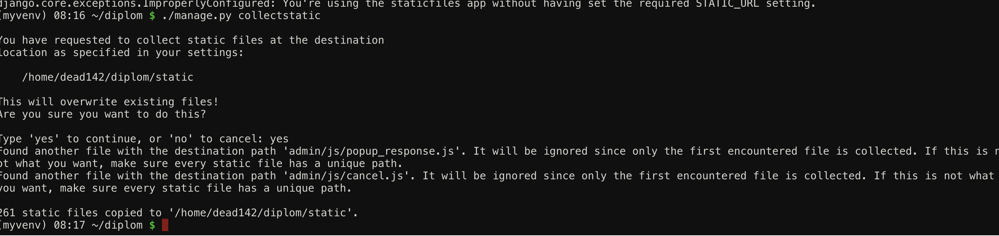 django.core.exceptions.ImproperlyConfigured: You're using the staticfiles app without having set the required STATIC_URL setting.
(myvenv) 08:16 ~/diplom $ ./manage.py collectstatic
You have requested to collect static files at the destination
location as specified in your settings:
/home/dead142/diplom/static
This will overwrite existing files!
Are you sure you want to do this?
Type 'yes' to continue, or 'no' to cancel: yes
Found another file with the destination path 'admin/js/popup_response.js'. It will be ignored since only the first encountered file is collected. If this is n
ot what you want, make sure every static file has a unique path.
Found another file with the destination path 'admin/js/cancel.js'. It will be ignored since only the first encountered file is collected. If this is not what
you want, make sure every static file has a unique path.
261 static files copied to '/home/dead142/diplom/static'.
(myvenv) 08:17 ~/diplom $